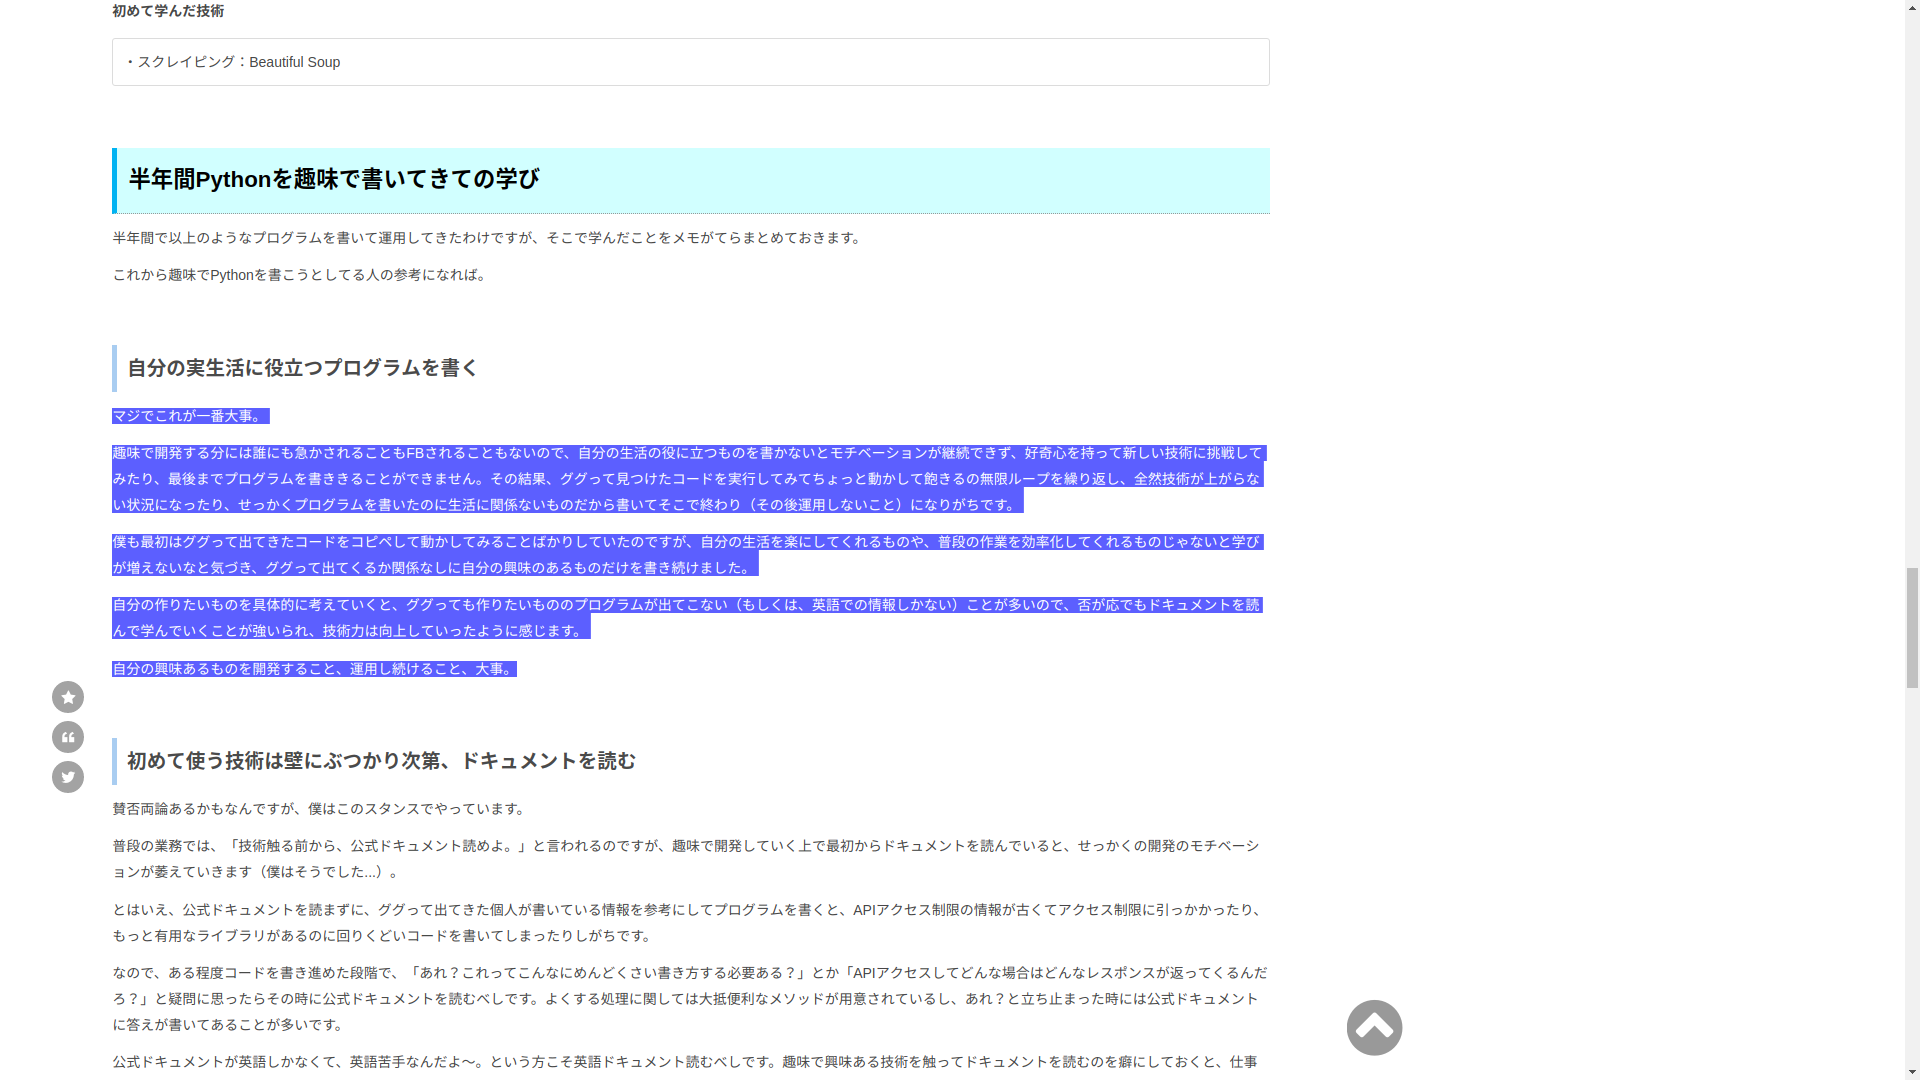 初めて学んだ技術
・スクレイピング：Beautiful Soup
半年間Pythonを趣味で書いてきての学び
半年間で以上のようなプログラムを書いて運用してきたわけですが、そこで学んだことをメモがてらまとめておきます。
これから趣味でPythonを書こうとしてる人の参考になれば。
自分の実生活に役立つプログラムを書く
マジでこれが一番大事。
趣味で開発する分には誰にも急かされることもFBされることもないので、自分の生活の役に立つものを書かないとモチベーションが継続できず、好奇心を持って新しい技術に挑戦して
みたり、最後までプログラムを書ききることができません。その結果、ググって見つけたコードを実行してみてちょっと動かして飽きるの無限ループを繰り返し、全然技術が上がらな
い状況になったり、せっかくプログラムを書いたのに生活に関係ないものだから書いてそこで終わり（その後運用しないこと）になりがちです。
僕も最初はググって出てきたコードをコピペして動かしてみることばかりしていたのですが、自分の生活を楽にしてくれるものや、普段の作業を効率化してくれるものじゃないと学び
が増えないなと気づき、ググって出てくるか関係なしに自分の興味のあるものだけを書き続けました。
自分の作りたいものを具体的に考えていくと、ググっても作りたいもののプログラムが出てこない（もしくは、英語での情報しかない）ことが多いので、否が応でもドキュメントを読
んで学んでいくことが強いられ、技術力は向上していったように感じます。
自分の興味あるものを開発すること、運用し続けること、大事。
初めて使う技術は壁にぶつかり次第、ドキュメントを読む
賛否両論あるかもなんですが、僕はこのスタンスでやっています。
普段の業務では、「技術触る前から、公式ドキュメント読めよ。」と言われるのですが、趣味で開発していく上で最初からドキュメントを読んでいると、せっかくの開発のモチベーシ
ョンが萎えていきます（僕はそうでした...）。
とはいえ、公式ドキュメントを読まずに、ググって出てきた個人が書いている情報を参考にしてプログラムを書くと、APIアクセス制限の情報が古くてアクセス制限に引っかかったり、
もっと有用なライブラリがあるのに回りくどいコードを書いてしまったりしがちです。
なので、ある程度コードを書き進めた段階で、「あれ？これってこんなにめんどくさい書き方する必要ある？」とか「APIアクセスしてどんな場合はどんなレスポンスが返ってくるんだ
ろ？」と疑問に思ったらその時に公式ドキュメントを読むべしです。よくする処理に関しては大抵便利なメソッドが用意されているし、あれ？と立ち止まった時には公式ドキュメント
に答えが書いてあることが多いです。
公式ドキュメントが英語しかなくて、英語苦手なんだよ〜。という方こそ英語ドキュメント読むべしです。趣味で興味ある技術を触ってドキュメントを読むのを癖にしておくと、仕事